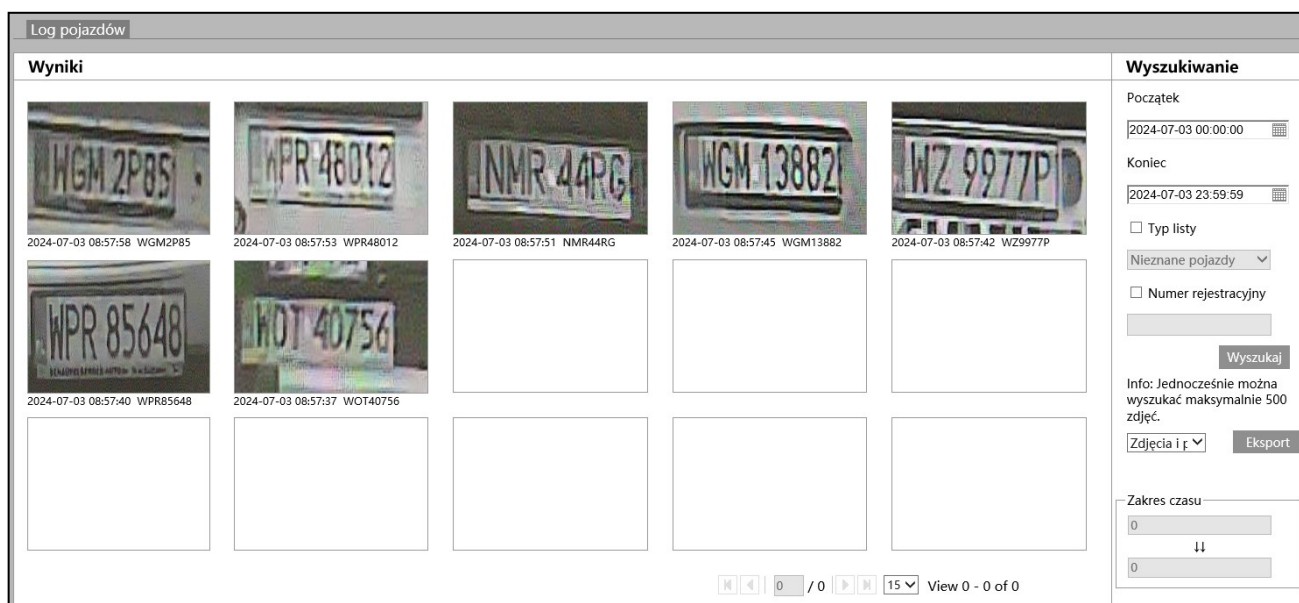 Log pojazdów
Wyniki
WGM 2P85
WPR 48012
NMR 44RG
WGM 13882
WZ 9977P
2024-07-03 08:57:58 WGM2P85
2024-07-03 08:57:53 WPR48012
2024-07-03 08:57:51 NMR44RG
2024-07-03 08:57:45 WGM13882
2024-07-03 08:57:42 WZ9977P
WPR 85648
WOT 40756
2024-07-03 08:57:40 WPR85648
2024-07-03 08:57:37 WOT40756
0 / 0 15 View 0 - 0 of 0
Wyszukiwanie
Początek
2024-07-03 00:00:00
Koniec
2024-07-03 23:59:59
Typ listy
Nieznane pojazdy
Numer rejestracyjny
Wyszukaj
Info: Jednocześnie można
wyszukać maksymalnie 500
zdjęć.
Zdjęcia i p
Eksport
Zakres czasu
0
↓↓
0